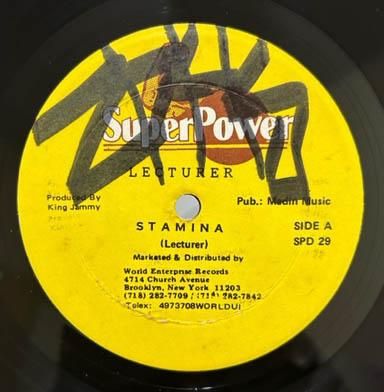 SuperPower
LECTURER
Produced By
King Jammy
Pub.: Madin Music
STAMINA
(Lecturer)
SIDE A
SPD 29
Marketed & Distributed by
World Enterprise Records
4714 Church Avenue
Brooklyn, New York 11203
(718) 282-7709 / (718) 282-7842
Telex: 4973708WORLDUI